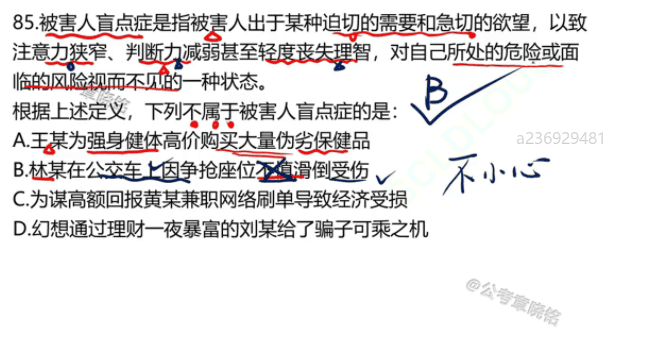 85.被害人盲点症是指被害人出于某种迫切的需要和急切的欲望，以致
注意力狭窄、判断力减弱甚至轻度丧失理智，对自己所处的危险或面
临的风险视而不见的一种状态。
根据上述定义，下列不属于被害人盲点症的是：
B
A.王某为强身健体高价购买大量伪劣保健品
a236929481
B.林某在公交车上因争抢座位不慎滑倒受伤
不小心
C.为谋高额回报黄某兼职网络刷单导致经济受损
D.幻想通过理财一夜暴富的刘某给了骗子可乘之机
@公考章晓铭